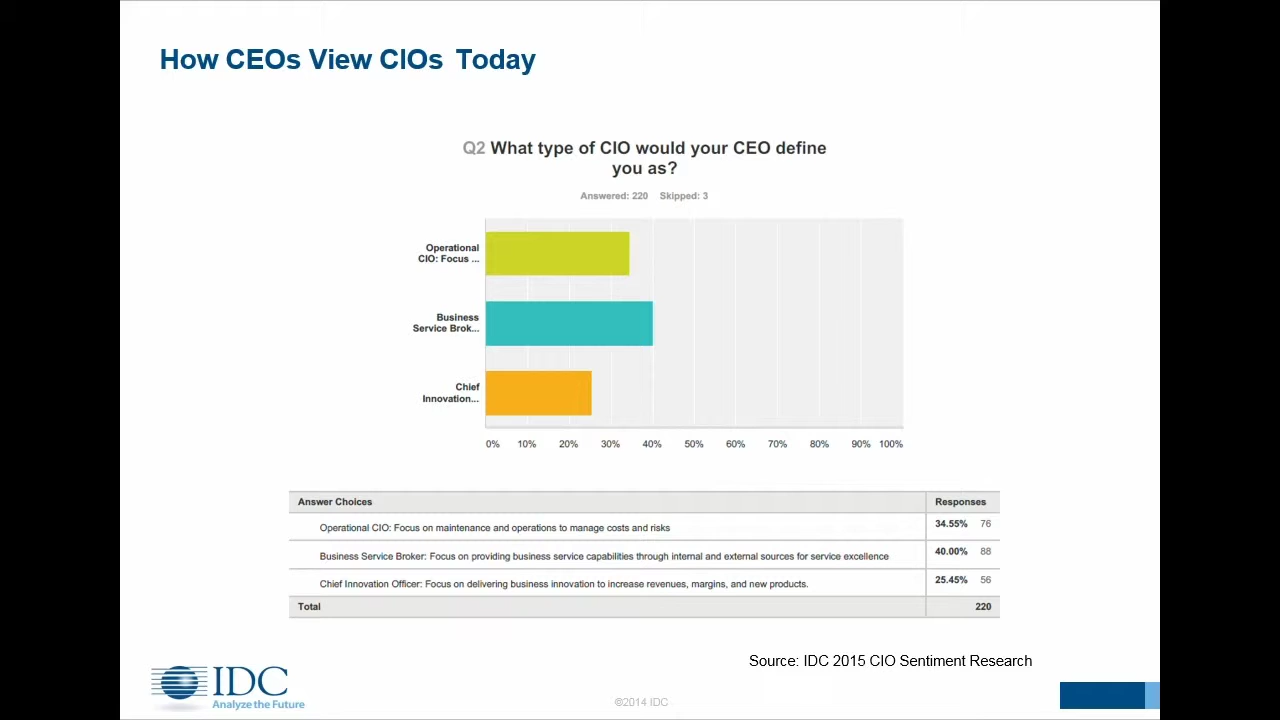 How CEOs View CIOs Today
Q2 What type of CIO would your CEO define
you as?
Answered: 220 Skipped: 3
Operational
CIO: Focus ...
Business
Service Brok...
Chief
Innovation...
0% 10% 20% 30% 40% 50% 60% 70% 80% 90% 100%
Answer Choices Responses
Operational CIO: Focus on maintenance and operations to manage costs and risks 34.55% 76
Business Service Broker: Focus on providing business service capabilities through internal and external sources for service excellence 40.00% 88
Chief Innovation Officer: Focus on delivering business innovation to increase revenues, margins, and new products. 25.45% 56
Total 220
Source: IDC 2015 CIO Sentiment Research
IDC
Analyze the Future
©2014 IDC